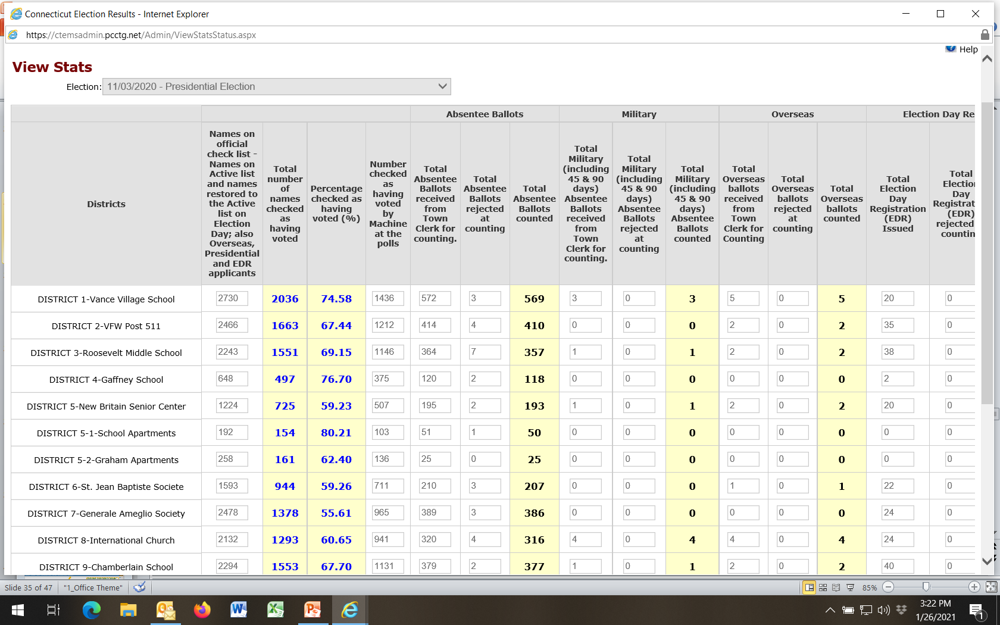 Connecticut Election Results - Internet Explorer
https://ctemsadmin.pcctg.net/Admin/ViewStatsStatus.aspx
Help
View Stats
Election: 11/03/2020 - Presidential Election
Absentee Ballots Military Overseas Election Day Re
Districts
Names on
official
check list -
Names on
Active list
and names
restored to
the Active
list on
Election
Day; also
Overseas,
Presidential
and EDR
applicants
Total
number
of
names
checked
as
having
voted
Percentage
checked as
having
voted (%)
Number
checked
as
having
voted
by
Machine
at the
polls
Total
Absentee
Ballots
received
from
Town
Clerk for
counting.
Total
Absentee
Ballots
rejected
at
counting
Total
Absentee
Ballots
counted
Total
Military
(including
45 & 90
days)
Absentee
Ballots
received
from
Town
Clerk for
counting.
Total
Military
(including
45 & 90
days)
Absentee
Ballots
rejected
at
counting
Total
Military
(including
45 & 90
days)
Absentee
Ballots
counted
Total
Overseas
ballots
received
from
Town
Clerk for
Counting
Total
Overseas
ballots
rejected
at
counting
Total
Overseas
ballots
counted
Total
Election
Day
Registration
(EDR)
Issued
Total
Election
Day
Registrat
(EDR)
rejected
countin
DISTRICT 1-Vance Village School 2730 2036 74.58 1436 572 3 569 3 0 3 5 0 5 20 0
DISTRICT 2-VFW Post 511 2466 1663 67.44 1212 414 4 410 0 0 0 2 0 2 35 0
DISTRICT 3-Roosevelt Middle School 2243 1551 69.15 1146 364 7 357 1 0 1 2 0 2 38 0
DISTRICT 4-Gaffney School 648 497 76.70 375 120 2 118 0 0 0 0 0 0 2 0
DISTRICT 5-New Britain Senior Center 1224 725 59.23 507 195 2 193 1 0 1 2 0 2 20 0
DISTRICT 5-1-School Apartments 192 154 80.21 103 51 1 50 0 0 0 0 0 0 0 0
DISTRICT 5-2-Graham Apartments 258 161 62.40 136 25 0 25 0 0 0 0 0 0 0 0
DISTRICT 6-St. Jean Baptiste Societe 1593 944 59.26 711 210 3 207 0 0 0 1 0 1 22 0
DISTRICT 7-Generale Ameglio Society 2478 1378 55.61 965 389 3 386 0 0 0 0 0 0 24 0
DISTRICT 8-International Church 2132 1293 60.65 941 320 4 316 4 0 4 4 0 4 24 0
DISTRICT 9-Chamberlain School 2294 1553 67.70 1131 379 2 377 1 0 1 2 0 2 40 0
Slide 35 of 47 "1_Office Theme" 85%
3:22 PM
1/26/2021
1